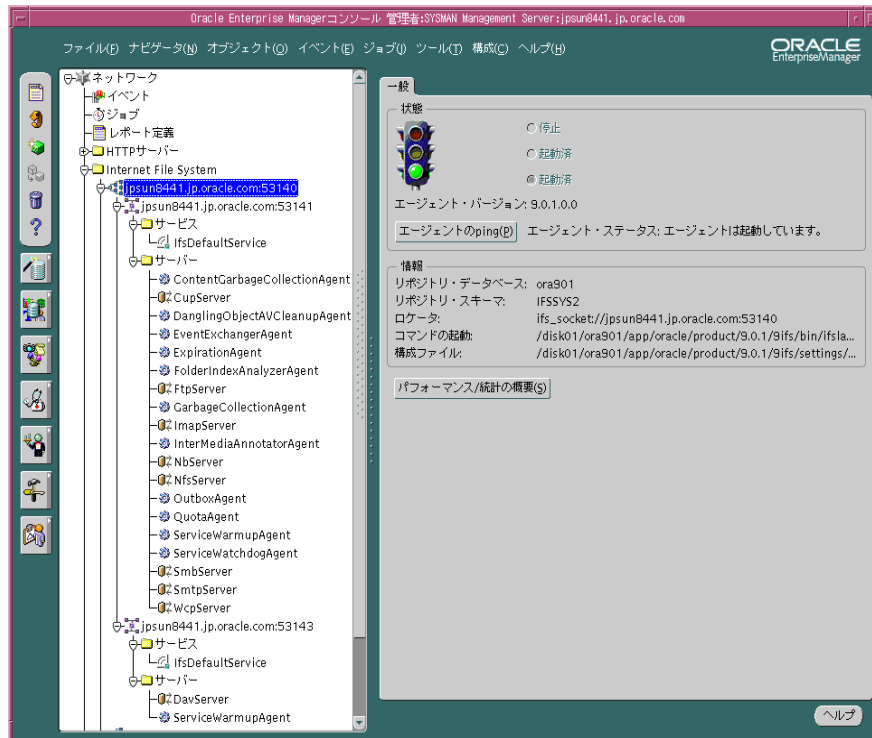 Oracle Enterprise Managerコンソール 管理者:SYSMAN Management Server:jpsun8441.jp.oracle.com
ファイル(F) ナビゲータ(N) オブジェクト(O) イベント(E) ジョブ(J) ツール(T) 構成(C) ヘルプ(H)
ORACLE
EnterpriseManager
ネットワーク
イベント
ジョブ
レポート定義
HTTPサーバー
Internet File System
jpsun8441.jp.oracle.com:53140
jpsun8441.jp.oracle.com:53141
サービス
IfsDefaultService
サーバー
ContentGarbageCollectionAgent
CupServer
DanglingObjectAVCleanupAgent
EventExchangerAgent
ExpirationAgent
FolderIndexAnalyzerAgent
FtpServer
GarbageCollectionAgent
ImapServer
InterMediaAnnotatorAgent
NbServer
NfsServer
OutboxAgent
QuotaAgent
ServiceWarmupAgent
ServiceWatchdogAgent
SmbServer
SmtpServer
WcpServer
jpsun8441.jp.oracle.com:53143
サービス
IfsDefaultService
サーバー
DavServer
ServiceWarmupAgent
一般
状態
停止
起動済
起動済
エージェント・バージョン: 9.0.1.0.0
エージェントのping(P) エージェント・ステータス: エージェントは起動しています。
情報
リポジトリ・データベース: ora901
リポジトリ・スキーマ: IFSSYS2
ロケータ: ifs_socket://jpsun8441.jp.oracle.com:53140
コマンドの起動: /disk01/ora901/app/oracle/product/9.0.1/9ifs/bin/ifsla...
構成ファイル: /disk01/ora901/app/oracle/product/9.0.1/9ifs/settings/...
パフォーマンス/統計の概要(S)
ヘルプ